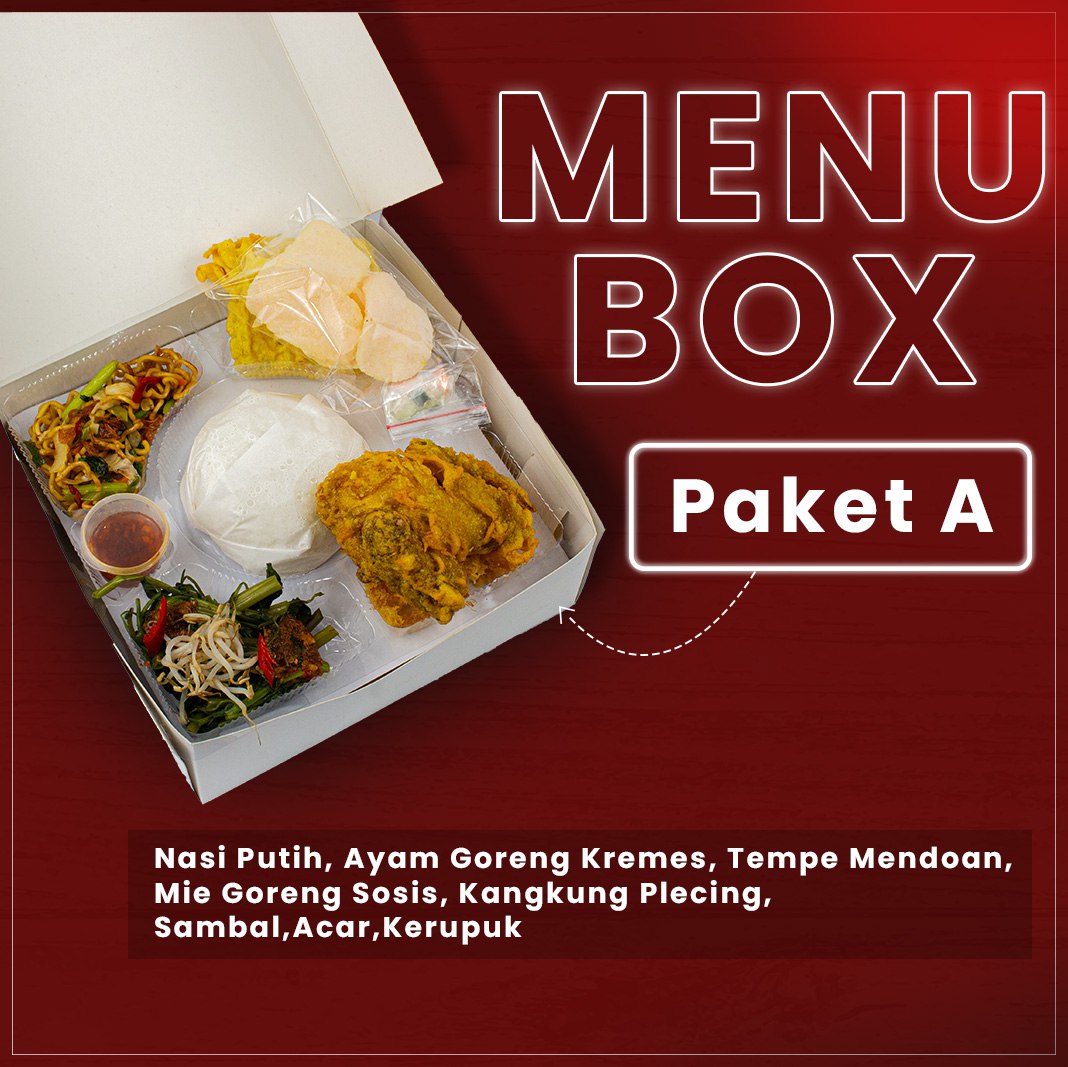 MENU
BOX
Paket A
Nasi Putih, Ayam Goreng Kremes, Tempe Mendoan,
Mie Goreng Sosis, Kangkung Plecing,
Sambal,Acar,Kerupuk